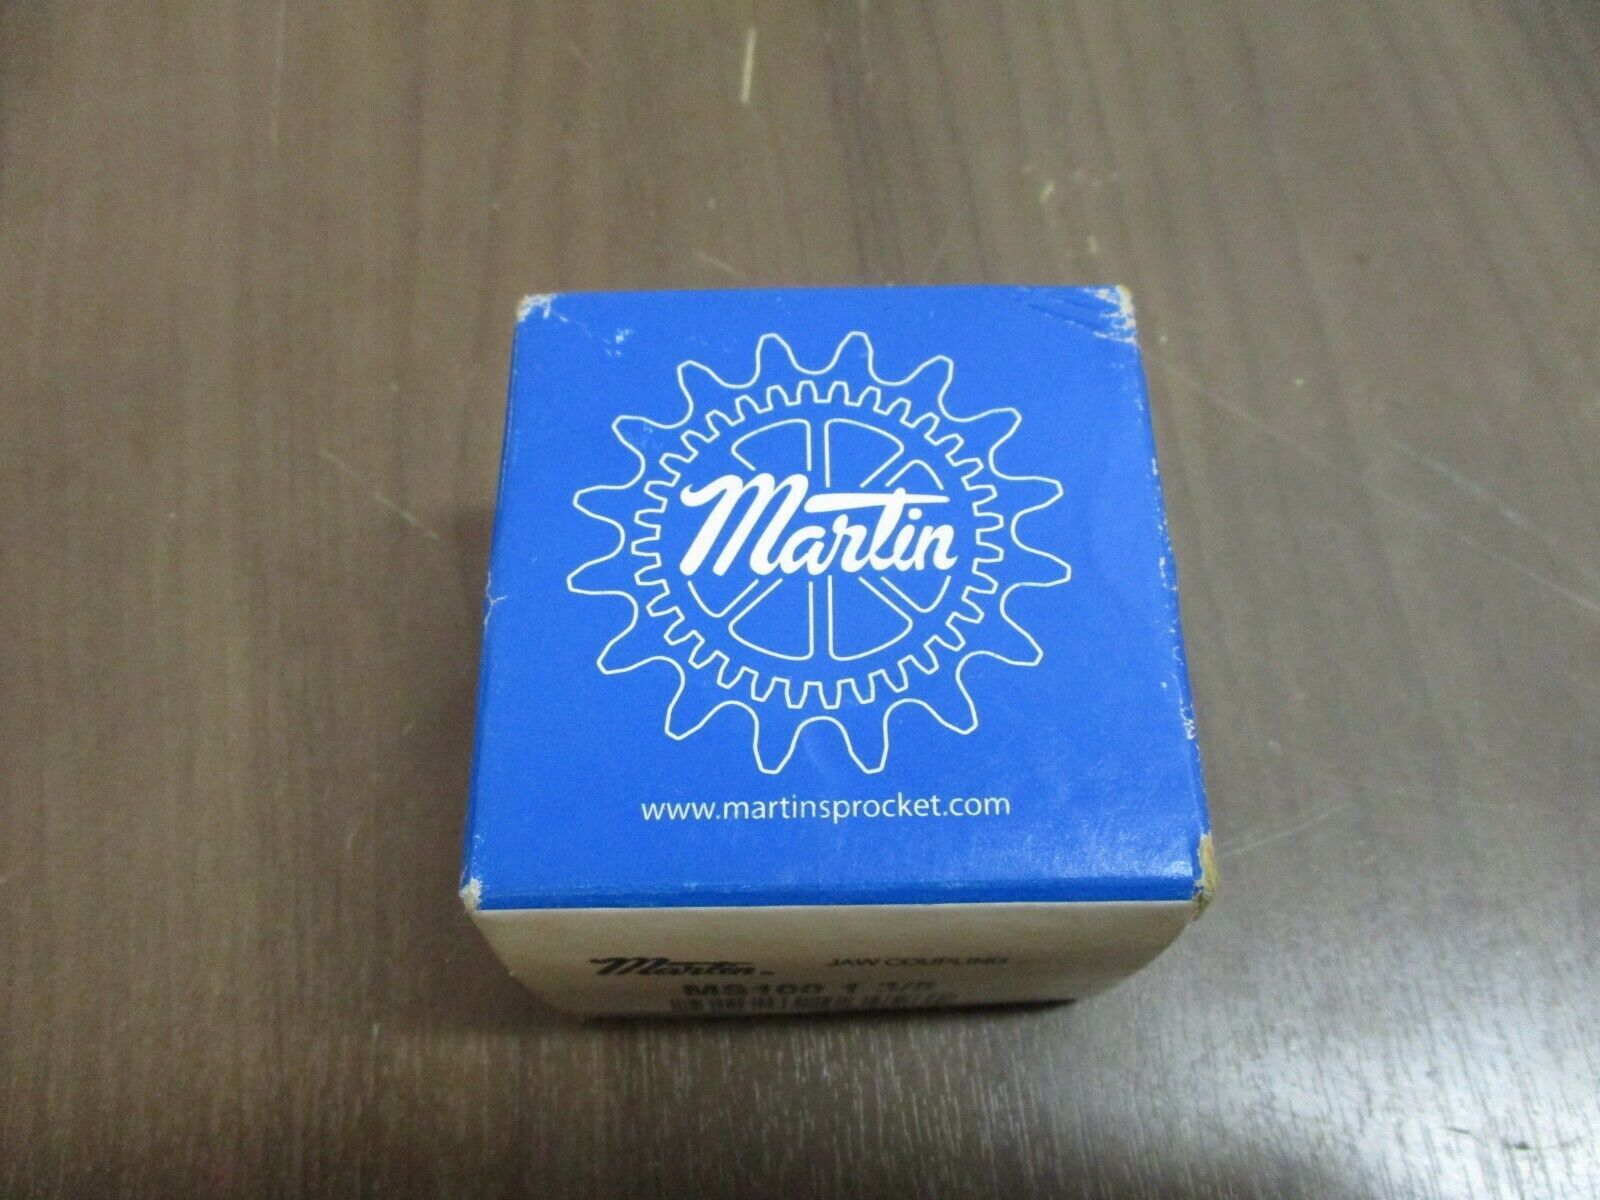 Martin
www.martinsprocket.com
Martin JAW COUPLING
MS100 1 3/8